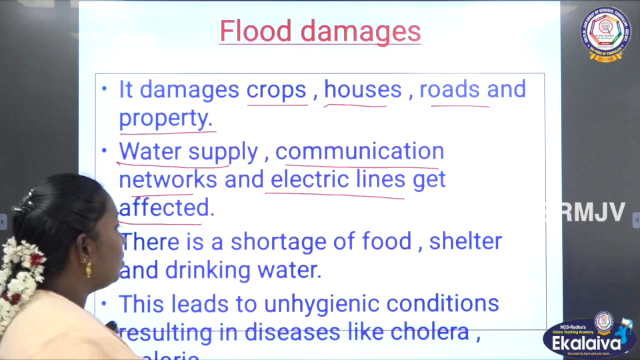 Flood damages
• It damages crops , houses , roads and
property.
• Water supply , communication
networks and electric lines get
affected.
There is a shortage of food , shelter
and drinking water.
• This leads to unhygienic conditions
resulting in diseases like cholera ,
RMJV
NGS-Radha's
Online Teaching Academy
Ekalaiva